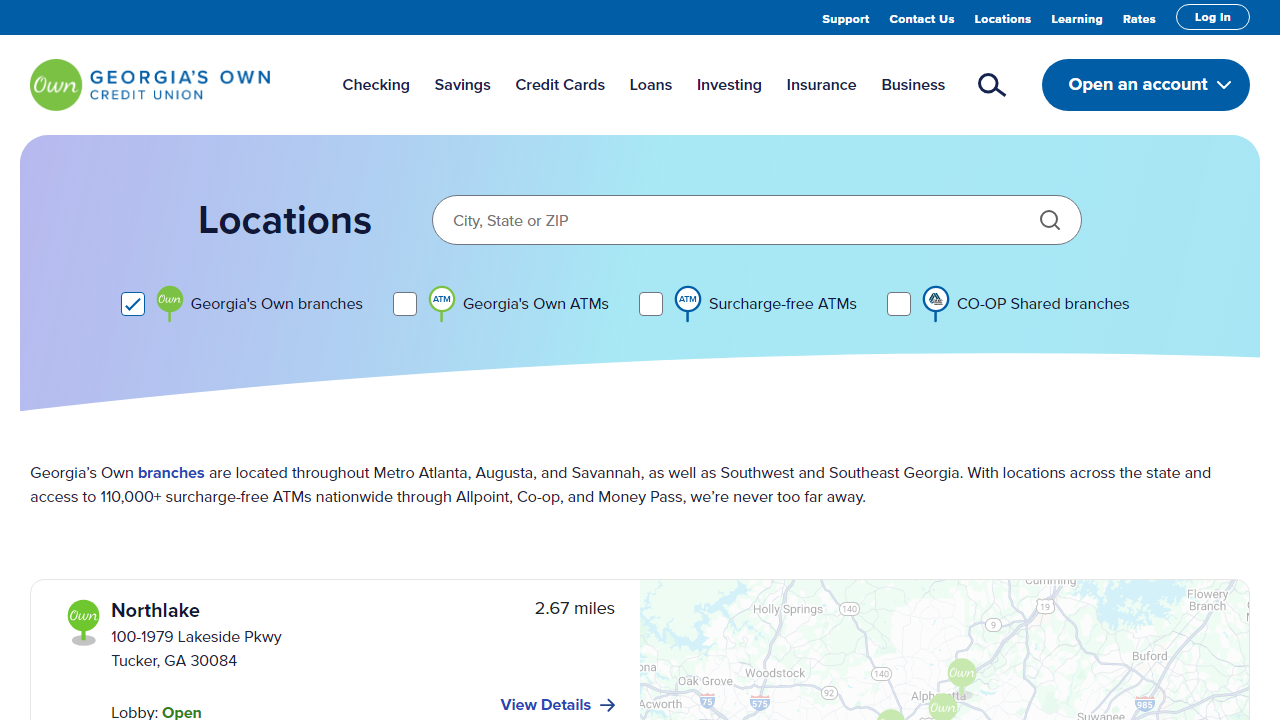 Support Contact Us Locations Learning Rates Log In
Own GEORGIA'S OWN
CREDIT UNION
Checking Savings Credit Cards Loans Investing Insurance Business
Open an account
Locations
City, State or ZIP
Own Georgia's Own branches
ATM Georgia's Own ATMs
ATM Surcharge-free ATMs
CO-OP Shared branches
Georgia’s Own branches are located throughout Metro Atlanta, Augusta, and Savannah, as well as Southwest and Southeast Georgia. With locations across the state and
access to 110,000+ surcharge-free ATMs nationwide through Allpoint, Co-op, and Money Pass, we’re never too far away.
Own Northlake
2.67 miles
100-1979 Lakeside Pkwy
Tucker, GA 30084
View Details
Lobby: Open
Cumming
Holly Springs
140
19
Flowery
Branch
9
Buford
Woodstock
140
Own
Oak Grove
92
Acworth
75
575
Own
Suwanee
985